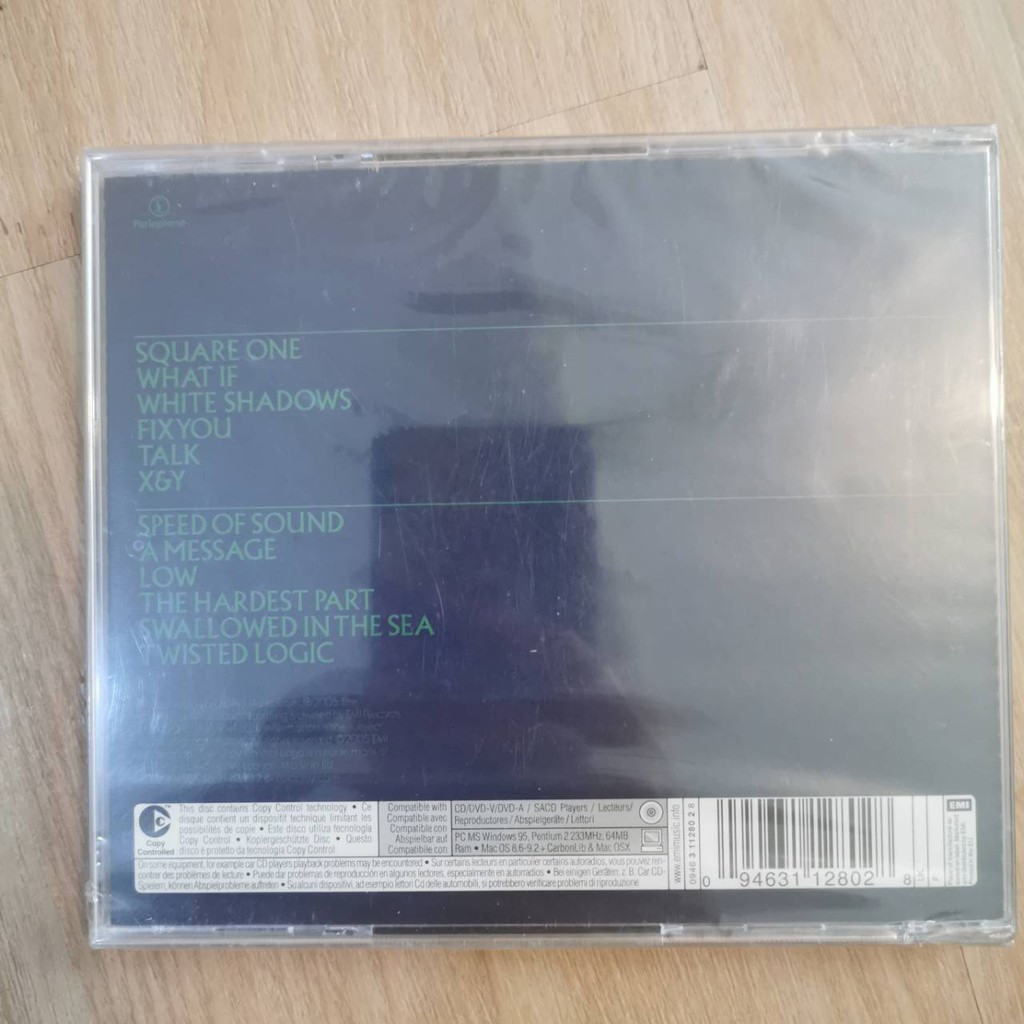 Parlophone
SQUARE ONE
WHAT IF
WHITE SHADOWS
FIX YOU
TALK
X&Y
SPEED OF SOUND
A MESSAGE
LOW
THE HARDEST PART
SWALLOWED IN THE SEA
TWISTED LOGIC
Copy
Controlled
This disc contains Copy Control technology • Ce
disque contient un dispositif technique limitant les
possibilités de copie • Este disco utiliza tecnología
Copy Control • Kopiergeschützte Disc • Questo
disco è protetto da tecnologia Copy Control
Compatible with
Compatible avec
Compatible con
Abspielbar auf
Compatibile con
CD/DVD-V/DVD-A / SACD Players / Lecteurs/
Reproductores / Abspielgeräte / Lettori
PC MS Windows 95, Pentium 2 233MHz, 64MB
Ram • Mac OS 8.6-9.2 + CarbonLib & Mac OSX
On some equipment, for example car CD players playback problems may be encountered • Sur certains lecteurs en particulier certains autoradios, vous pouvez ren-
contrer des problèmes de lecture • Puede dar problemas de reproducción en algunos lectores, especialmente en autorradios • Bei einigen Geräten, z. B. Car CD-
Spielern, können Abspielprobleme auftreten • Su alcuni dispositivi, ad esempio lettori Cd delle automobili, si potrebbero verificare problemi di riproduzione
www.emimusic.info
0946 3 11280 2 8
0 94631 12802 8
EMI